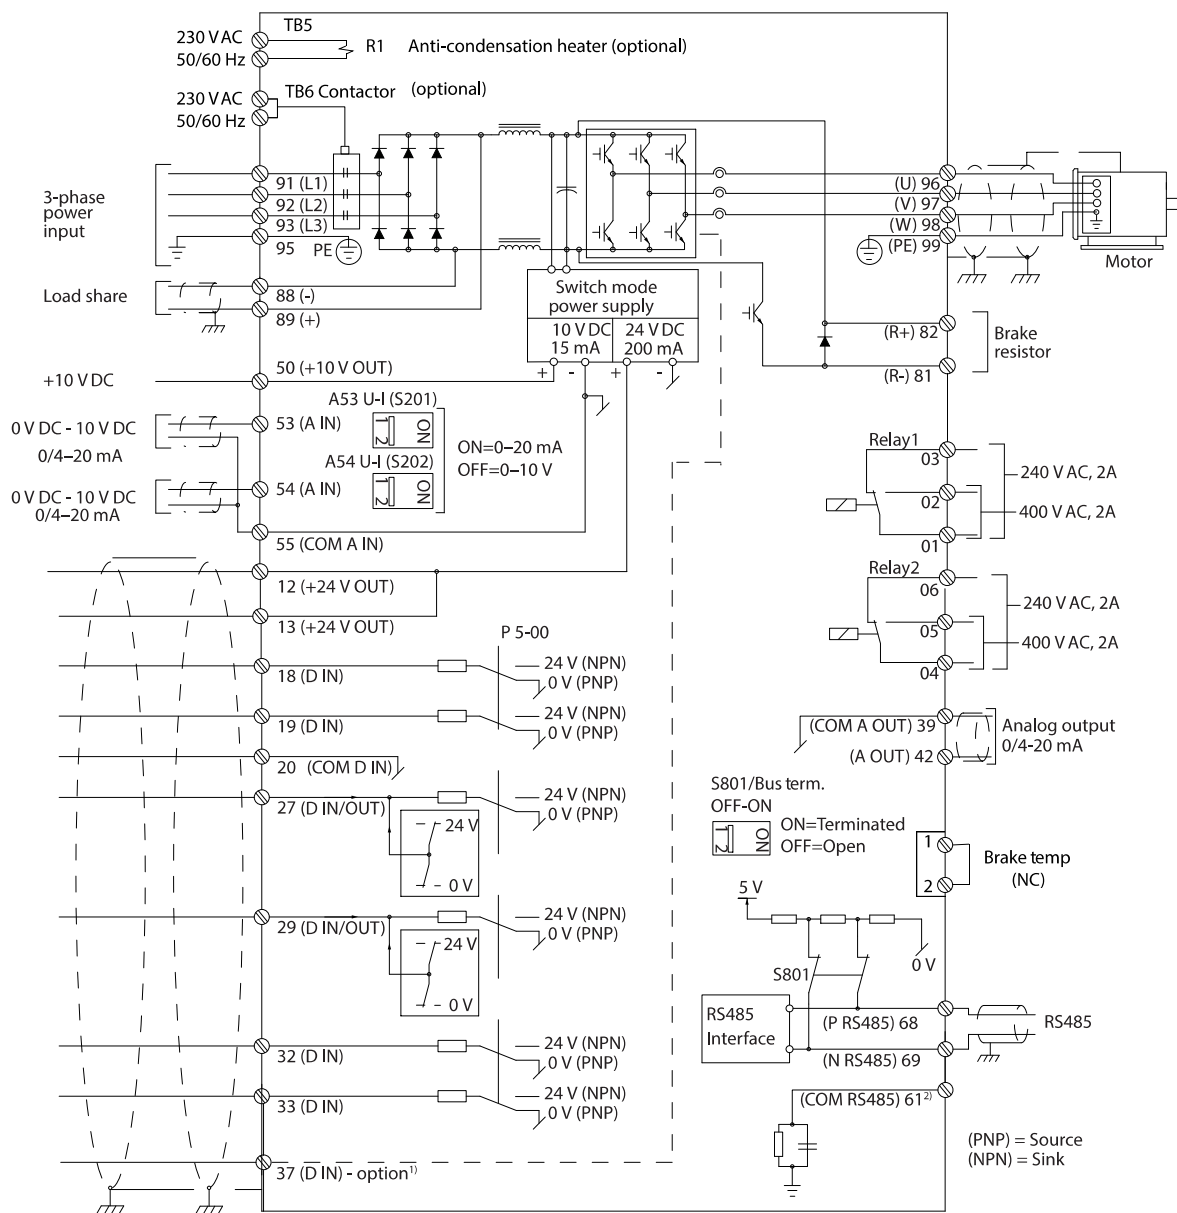 TB5
230 V AC
50/60 Hz
R1
Anti-condensation heater (optional)
TB6 Contactor (optional)
230 V AC
50/60 Hz
3-phase
power
input
91 (L1)
92 (L2)
93 (L3)
95
PE
(U) 96
(V) 97
(W) 98
(PE) 99
Motor
Load share
88 (-)
89 (+)
Switch mode
power supply
10 V DC
15 mA
24 V DC
200 mA
+ - + -
(R+) 82
(R-) 81
Brake
resistor
+10 V DC
50 (+10 V OUT)
0 V DC - 10 V DC
0/4–20 mA
53 (A IN)
A53 U-I (S201)
1 2
ON
A54 U-I (S202)
1 2
ON
ON=0–20 mA
OFF=0–10 V
0 V DC - 10 V DC
0/4–20 mA
54 (A IN)
55 (COM A IN)
12 (+24 V OUT)
13 (+24 V OUT)
Relay1
03
02
01
240 V AC, 2A
400 V AC, 2A
Relay2
06
05
04
240 V AC, 2A
400 V AC, 2A
P 5-00
18 (D IN)
24 V (NPN)
0 V (PNP)
19 (D IN)
24 V (NPN)
0 V (PNP)
20 (COM D IN)
27 (D IN/OUT)
24 V (NPN)
0 V (PNP)
24 V
0 V
29 (D IN/OUT)
24 V (NPN)
0 V (PNP)
24 V
0 V
32 (D IN)
24 V (NPN)
0 V (PNP)
33 (D IN)
24 V (NPN)
0 V (PNP)
37 (D IN) - option1)
(COM A OUT) 39
(A OUT) 42
Analog output
0/4-20 mA
S801/Bus term.
OFF-ON
1 2
ON
ON=Terminated
OFF=Open
1
2
Brake temp
(NC)
5 V
S801
0 V
RS485
Interface
(P RS485) 68
(N RS485) 69
RS485
(COM RS485) 612)
(PNP) = Source
(NPN) = Sink